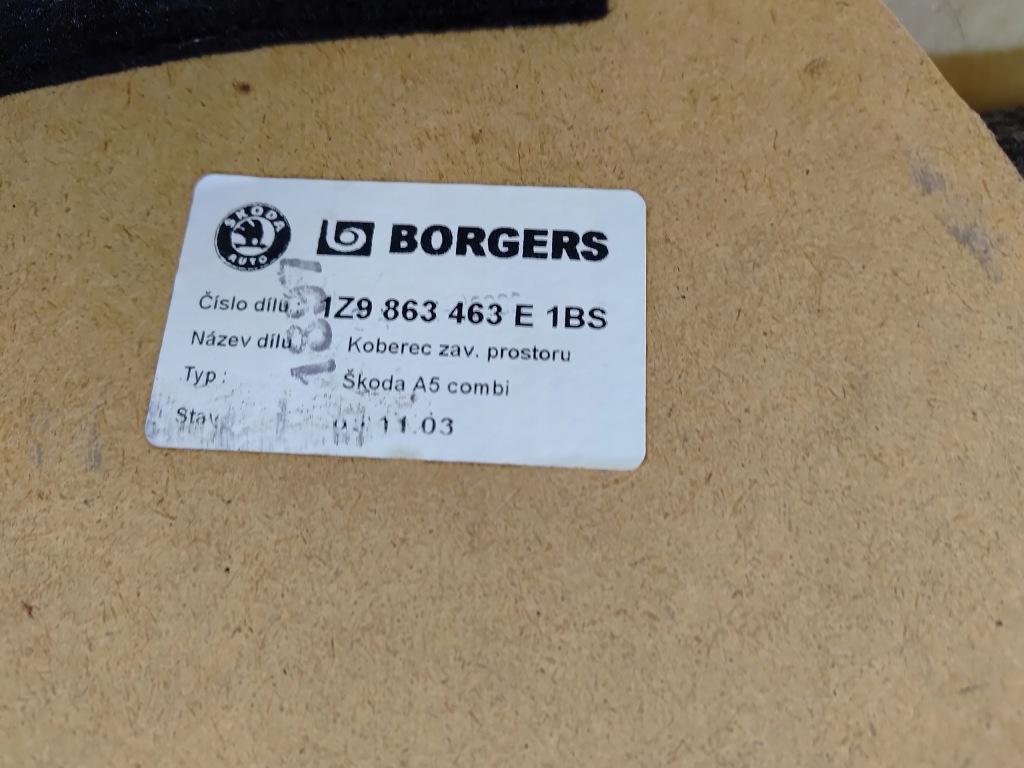 ŠKODA
AUTO
BORGERS
Číslo dílu: 1Z9 863 463 E 1BS
Název dílu Koberec zav. prostoru
Typ : Škoda A5 combi
Stav 11.03